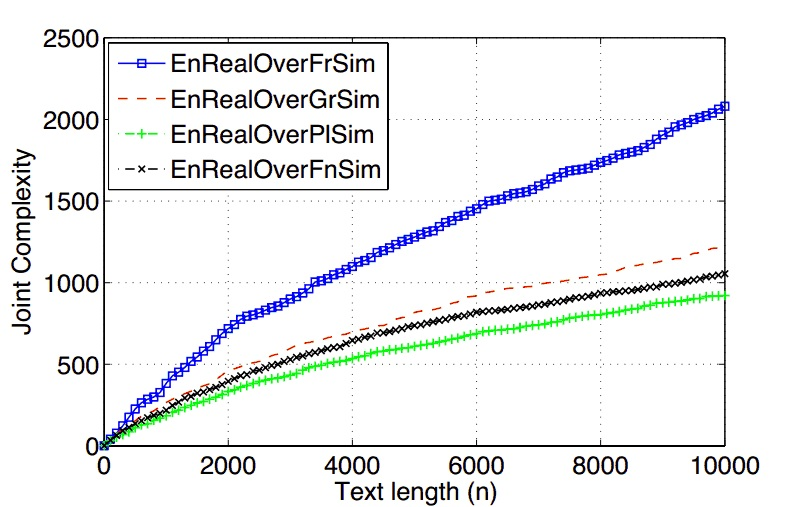 2500
2000
1500
1000
500
0
Joint Complexity
EnRealOverFrSim
EnRealOverGrSim
EnRealOverPlSim
EnRealOverFnSim
0 2000 4000 6000 8000 10000
Text length (n)